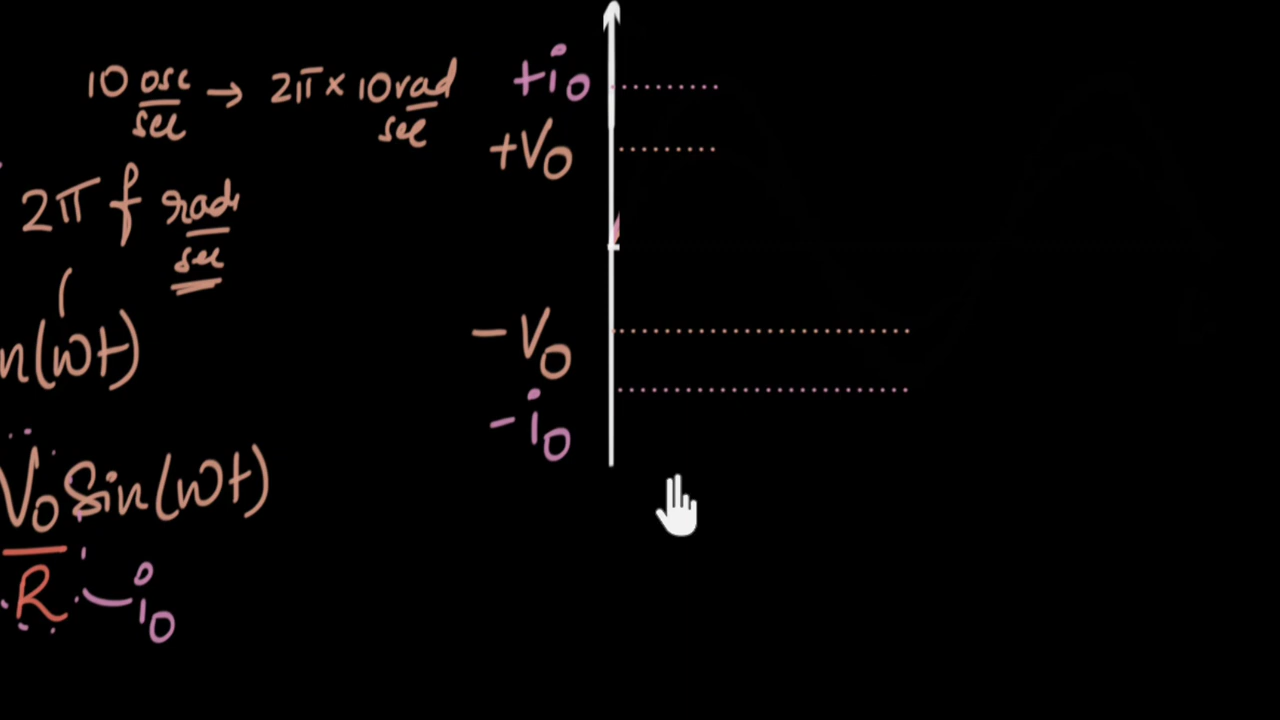 10 osc/sec → 2π × 10 rad/sec
2π f rad/sec
n(ωt)
V₀ Sin(ωt)
R i₀
+i₀
+V₀
-V₀
-i₀